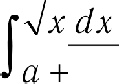 ∫ √x dx
a +